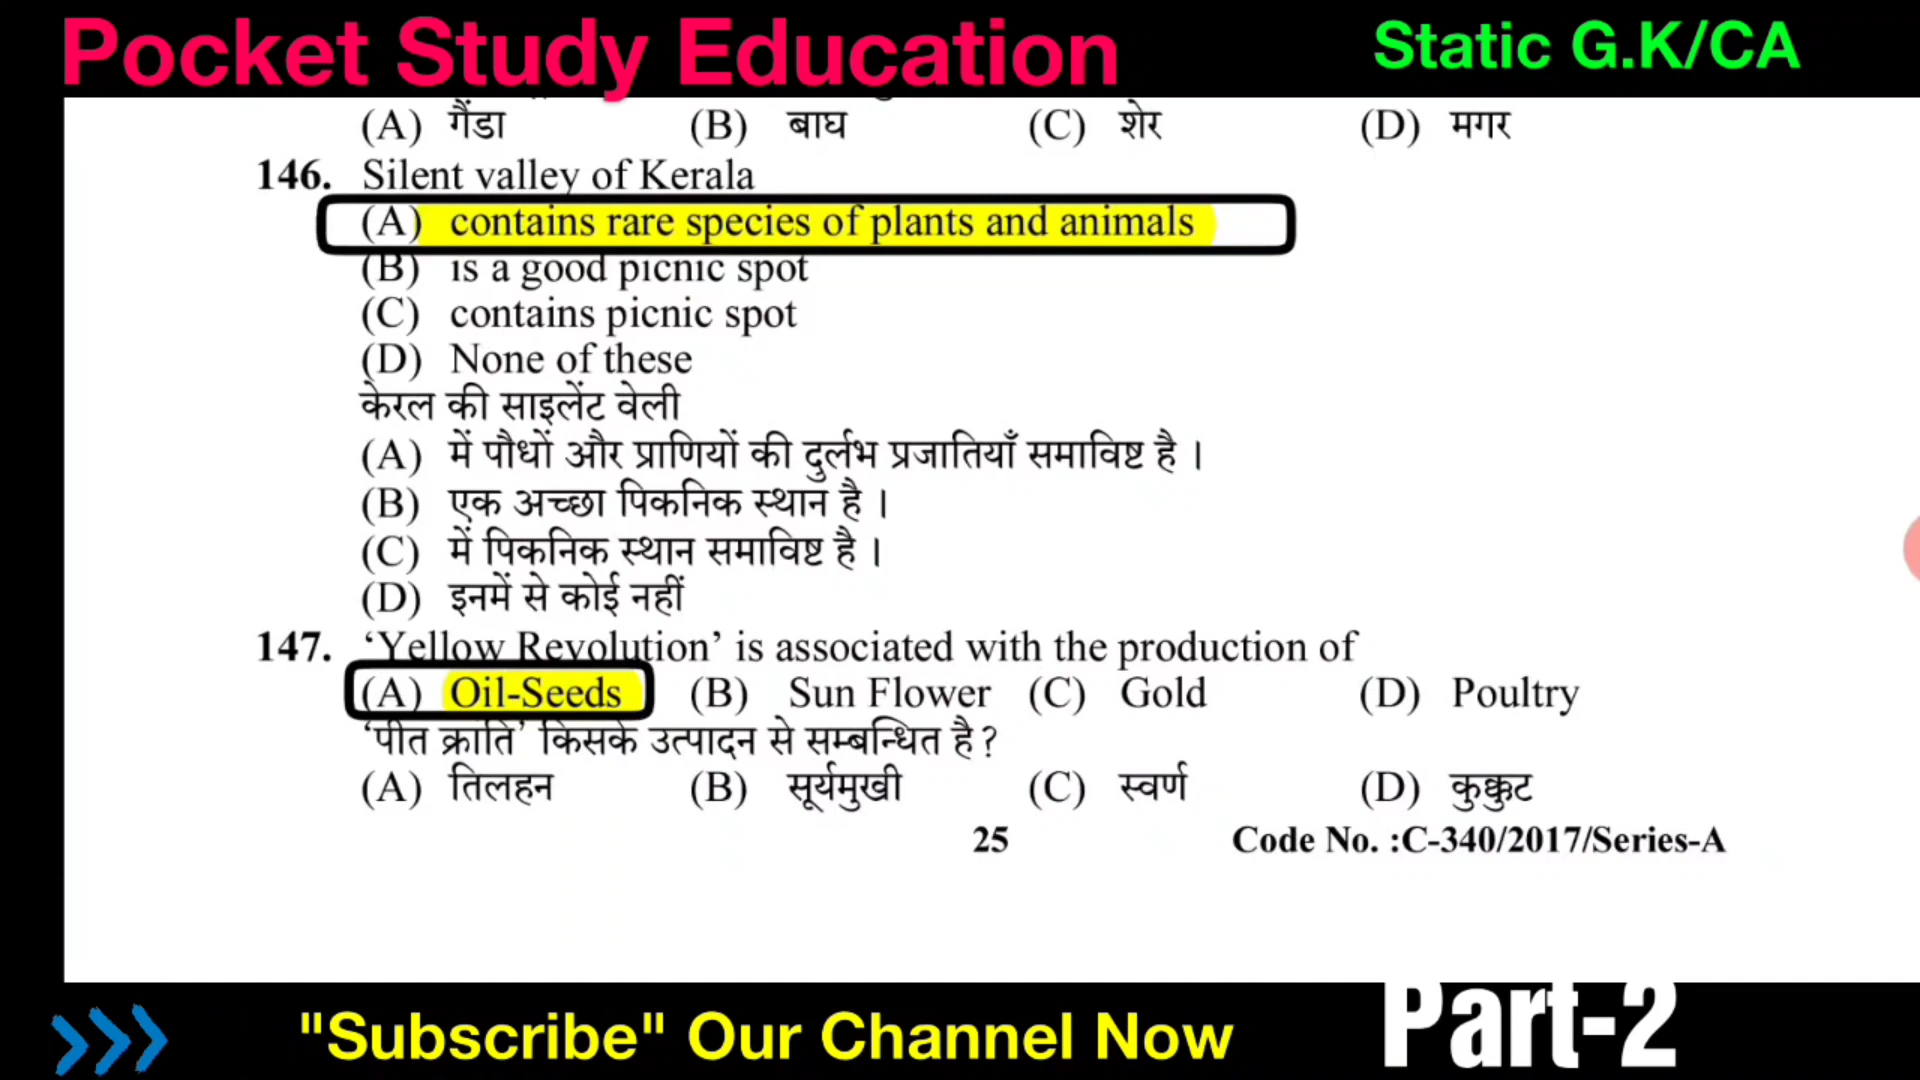 Pocket Study Education Static G.K/CA
(A) गैंडा (B) बाघ (C) शेर (D) मगर
146. Silent valley of Kerala
(A) contains rare species of plants and animals
(B) is a good picnic spot
(C) contains picnic spot
(D) None of these
केरल की साइलेंट वेली
(A) में पौधों और प्राणियों की दुर्लभ प्रजातियाँ समाविष्ट है ।
(B) एक अच्छा पिकनिक स्थान है ।
(C) में पिकनिक स्थान समाविष्ट है ।
(D) इनमें से कोई नहीं
147. ‘Yellow Revolution’ is associated with the production of
(A) Oil-Seeds (B) Sun Flower (C) Gold (D) Poultry
‘पीत क्राति’ किसके उत्पादन से सम्बन्धित है ?
(A) तिलहन (B) सूर्यमुखी (C) स्वर्ण (D) कुक्कुट
25 Code No. :C-340/2017/Series-A
"Subscribe" Our Channel Now Part-2